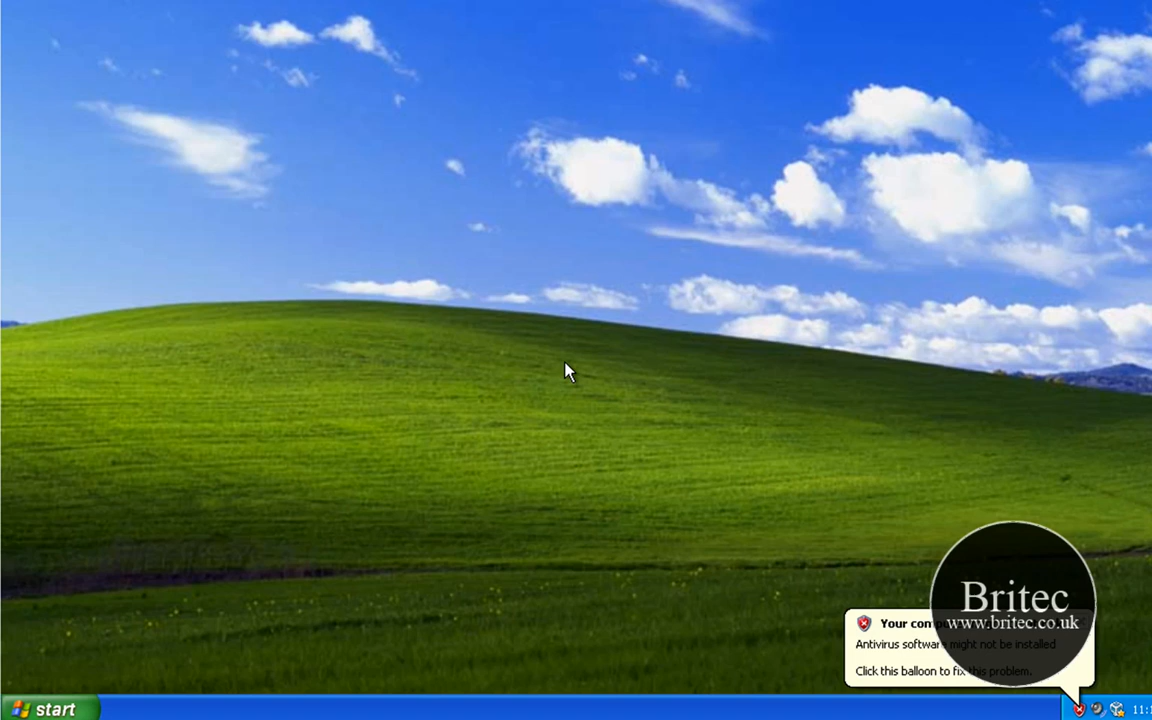 Britec
www.britec.co.uk
Your
Antivirus software might not be installed
Click this balloon to fix this problem.
start